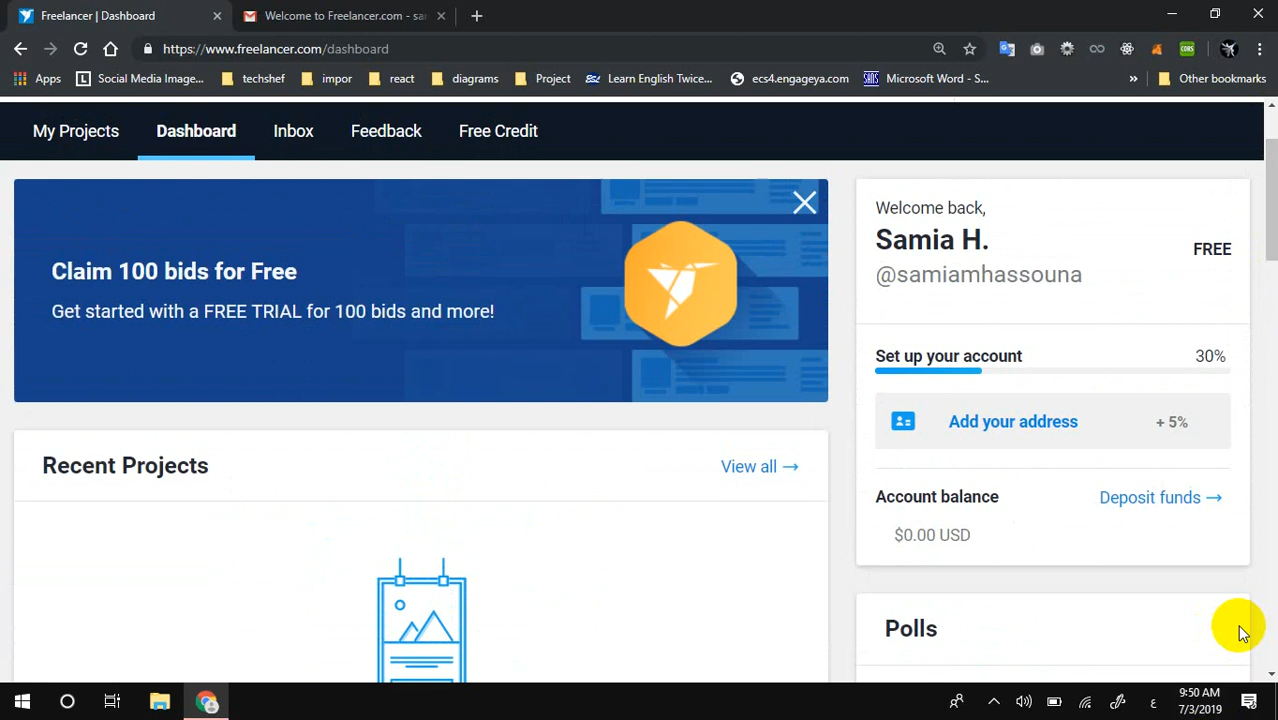 Freelancer | Dashboard
Welcome to Freelancer.com - sar
https://www.freelancer.com/dashboard
Apps
Social Media Image...
techshef
impor
react
diagrams
Project
Learn English Twice...
ecs4.engageya.com
Microsoft Word - S...
»
Other bookmarks
CORS
My Projects
Dashboard
Inbox
Feedback
Free Credit
Claim 100 bids for Free
Get started with a FREE TRIAL for 100 bids and more!
Welcome back,
Samia H.
FREE
@samiamhassouna
Set up your account
30%
Add your address
+ 5%
Account balance
Deposit funds →
$0.00 USD
Recent Projects
View all →
Polls
ع
9:50 AM
7/3/2019